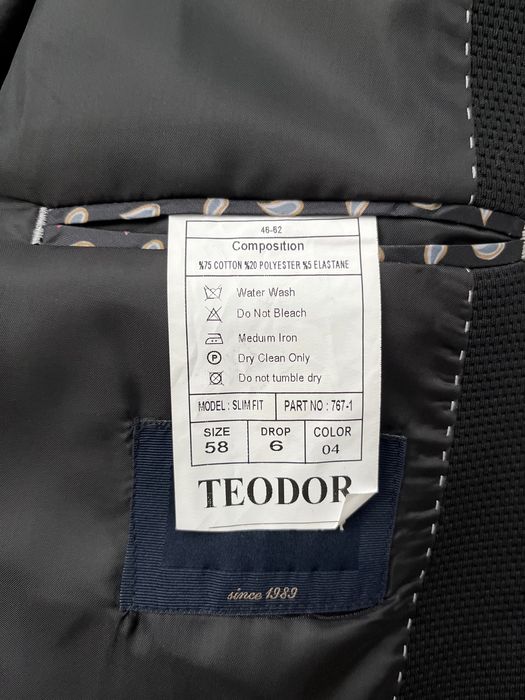 46-62
Composition
%75 COTTON %20 POLYESTER %5 ELASTANE
Water Wash
Do Not Bleach
Meduım Iron
P Dry Clean Only
Do not tumble dry
MODEL : SLIM FIT PART NO : 767-1
SIZE DROP COLOR
58 6 04
TEODOR
since 1989